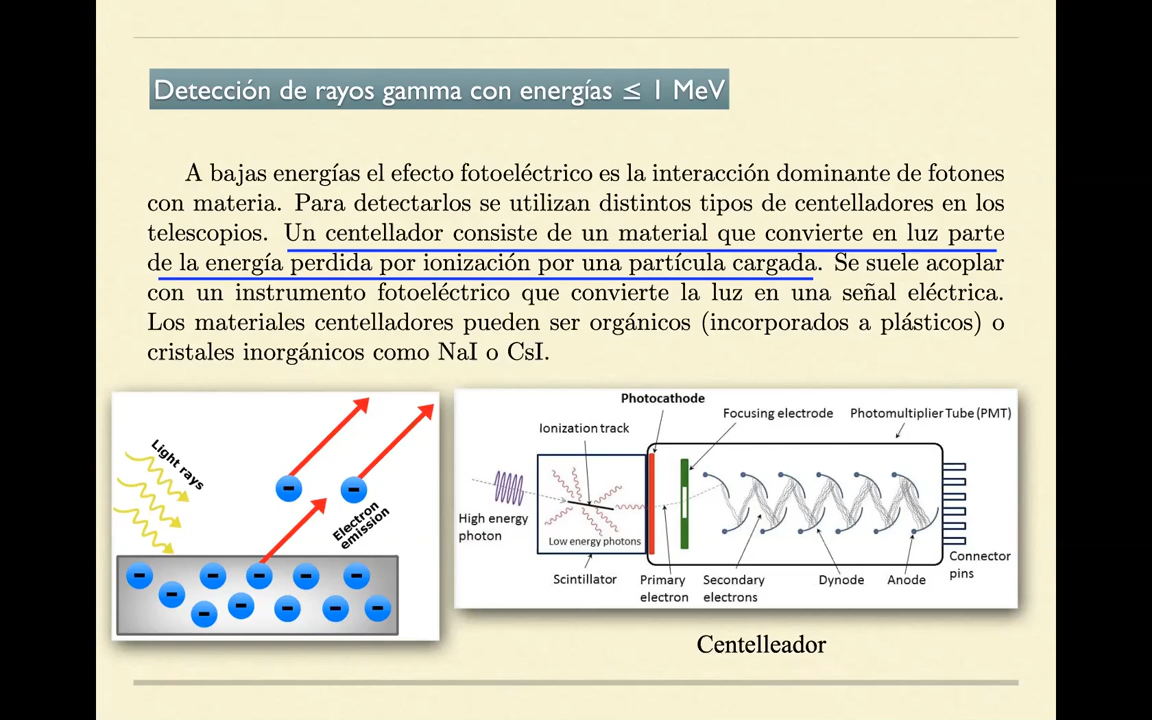 Detección de rayos gamma con energías ≤ 1 MeV
A bajas energías el efecto fotoeléctrico es la interacción dominante de fotones
con materia. Para detectarlos se utilizan distintos tipos de centelladores en los
telescopios. Un centellador consiste de un material que convierte en luz parte
de la energía perdida por ionización por una partícula cargada. Se suele acoplar
con un instrumento fotoeléctrico que convierte la luz en una señal eléctrica.
Los materiales centelladores pueden ser orgánicos (incorporados a plásticos) o
cristales inorgánicos como NaI o CsI.
Light rays
Electron
emission
Photocathode
Focusing electrode
Photomultiplier Tube (PMT)
Ionization track
High energy
photon
Low energy photons
Scintillator
Primary
electron
Secondary
electrons
Dynode
Anode
Connector
pins
Centelleador